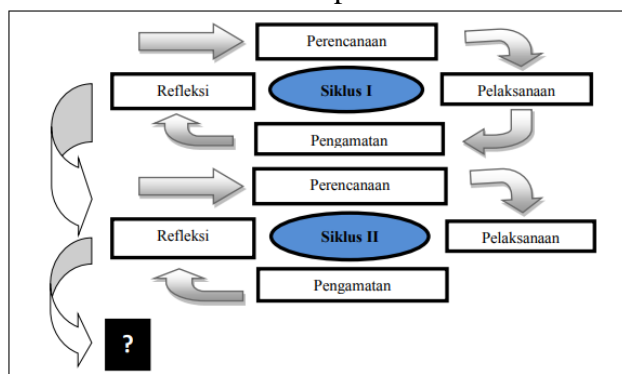 Perencanaan
Refleksi
Siklus I
Pelaksanaan
Pengamatan
Perencanaan
Refleksi
Siklus II
Pelaksanaan
Pengamatan
?